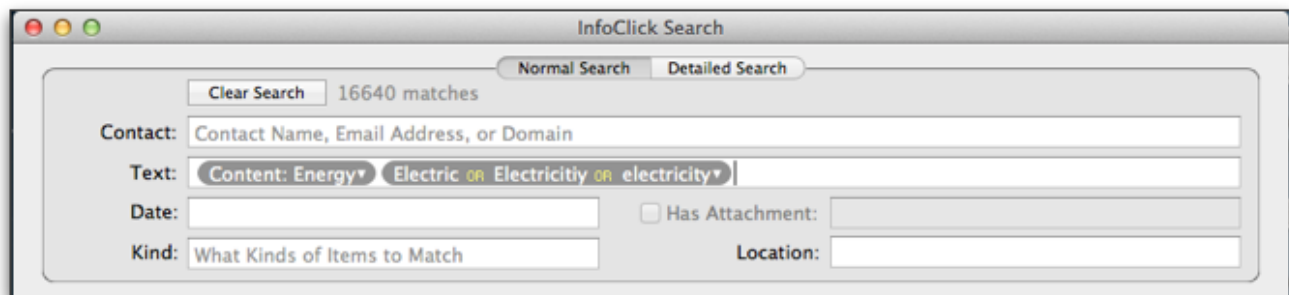 InfoClick Search
Normal Search Detailed Search
Clear Search 16640 matches
Contact: Contact Name, Email Address, or Domain
Text: Content: Energy Electric OR Electricitiy OR electricity
Date: Has Attachment:
Kind: What Kinds of Items to Match Location: